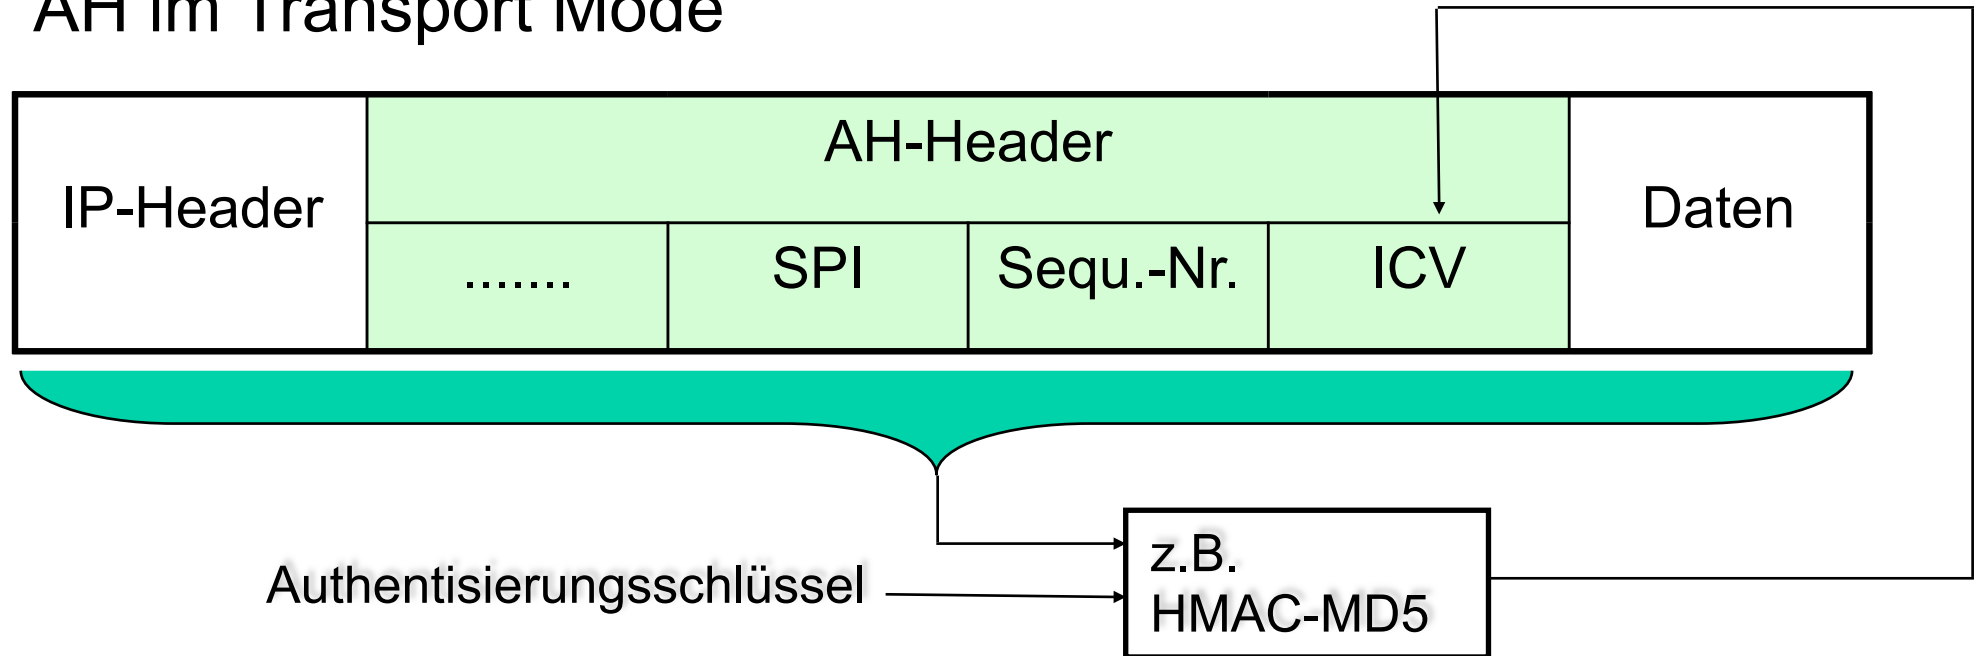 AH im Transport Mode
AH-Header
IP-Header
Daten
.......
SPI
Sequ.-Nr.
ICV
z.B.
Authentisierungsschlüssel
HMAC-MD5